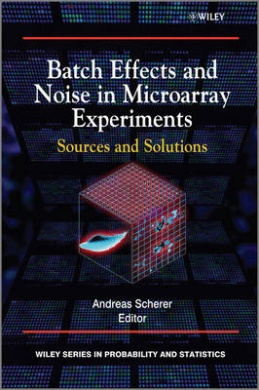 WILEY
Batch Effects and
Noise in Microarray
Experiments
Sources and Solutions
Andreas Scherer
Editor
WILEY SERIES IN PROBABILITY AND STATISTICS